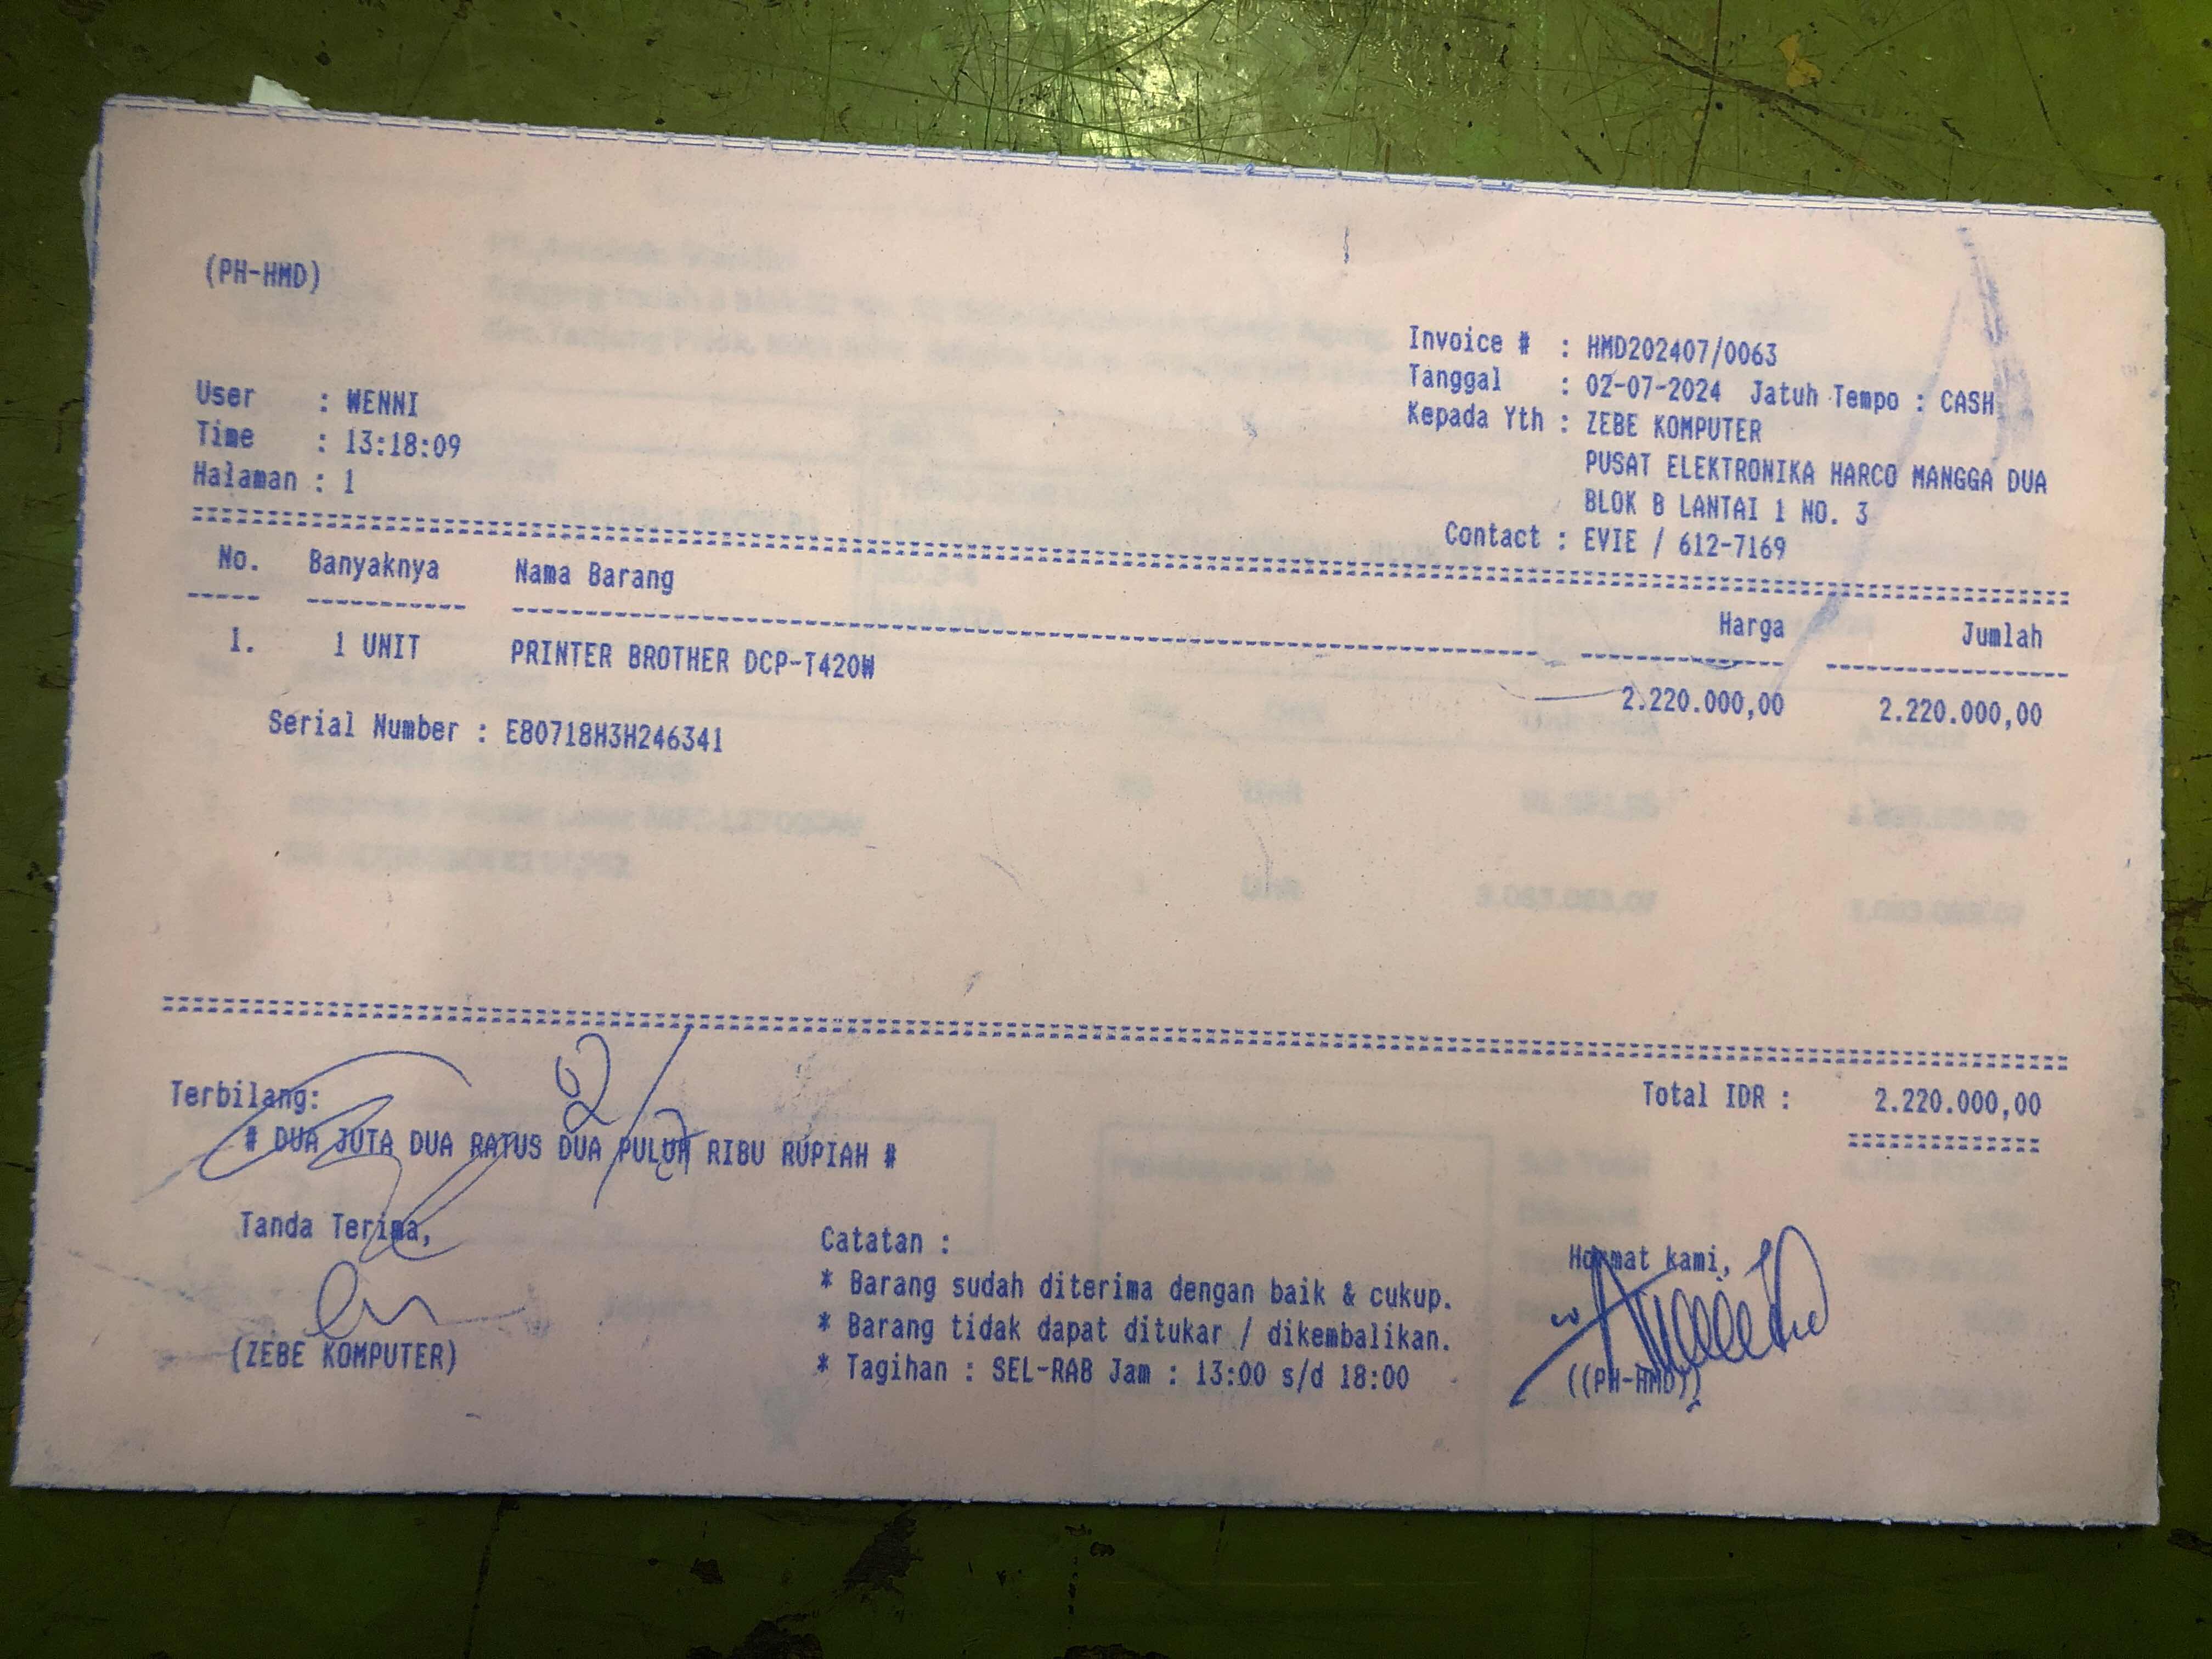 (PH-HMD)
Invoice # : HMD202407/0063
Tanggal : 02-07-2024 Jatuh Tempo : CASH
Kepada Yth : ZEBE KOMPUTER
PUSAT ELEKTRONIKA HARCO MANGGA DUA
BLOK B LANTAI 1 NO. 3
Contact : EVIE / 612-7169
User : WENNI
Time : 13:18:09
Halaman : 1
No. Banyaknya Nama Barang Harga Jumlah
1. 1 UNIT PRINTER BROTHER DCP-T420W 2.220.000,00 2.220.000,00
Serial Number : E80718H3H246341
Terbilang: Total IDR : 2.220.000,00
# DUA JUTA DUA RATUS DUA PULUH RIBU RUPIAH #
2/7
Tanda Terima,
(ZEBE KOMPUTER)
Catatan :
* Barang sudah diterima dengan baik & cukup.
* Barang tidak dapat ditukar / dikembalikan.
* Tagihan : SEL-RAB Jam : 13:00 s/d 18:00
Hormat kami,
((PH-HMD))